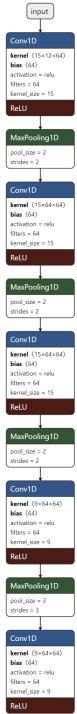 input
Conv1D
kernel ⟨15×12×64⟩
bias ⟨64⟩
activation = relu
filters = 64
kernel_size = 15
ReLU
MaxPooling1D
pool_size = 2
strides = 2
Conv1D
kernel ⟨15×64×64⟩
bias ⟨64⟩
activation = relu
filters = 64
kernel_size = 15
ReLU
MaxPooling1D
pool_size = 2
strides = 2
Conv1D
kernel ⟨15×64×64⟩
bias ⟨64⟩
activation = relu
filters = 64
kernel_size = 15
ReLU
MaxPooling1D
pool_size = 2
strides = 2
Conv1D
kernel ⟨9×64×64⟩
bias ⟨64⟩
activation = relu
filters = 64
kernel_size = 9
ReLU
MaxPooling1D
pool_size = 3
strides = 3
Conv1D
kernel ⟨9×64×64⟩
bias ⟨64⟩
activation = relu
filters = 64
kernel_size = 9
ReLU